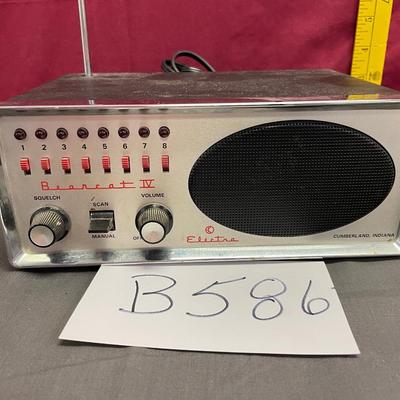 1 2 3 4 5 6 7 8
Bearcat IV
SQUELCH
SCAN
VOLUME
MANUAL
OFF
Electra
CUMBERLAND, INDIANA
B586